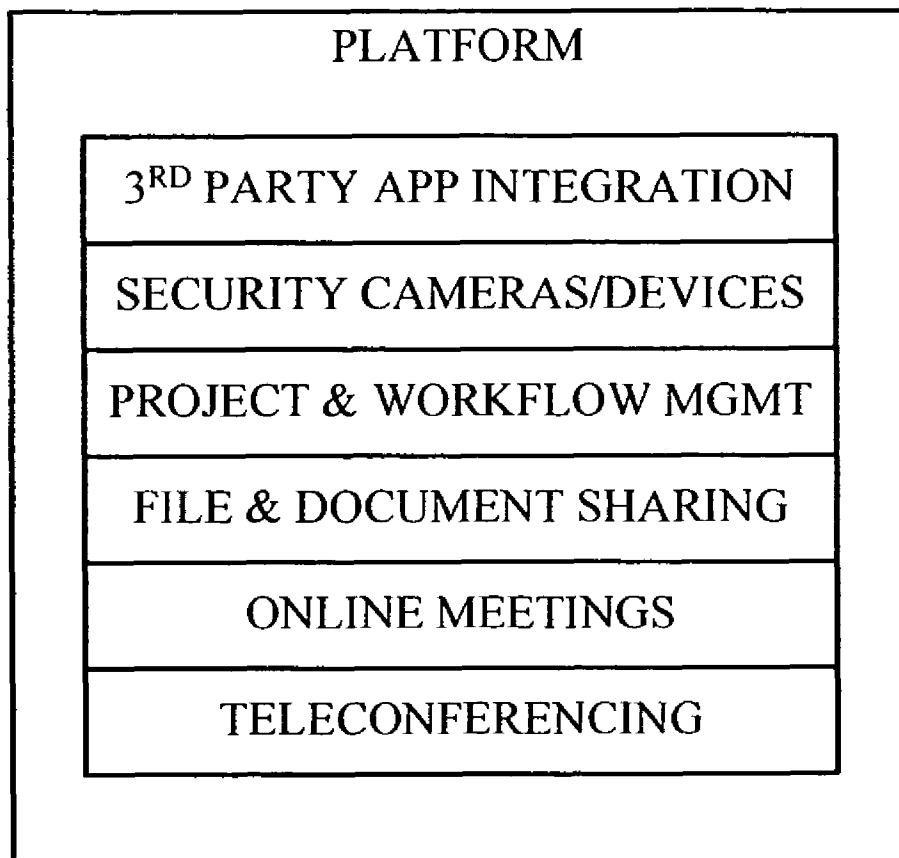 PLATFORM
3RD PARTY APP INTEGRATION
SECURITY CAMERAS/DEVICES
PROJECT & WORKFLOW MGMT
FILE & DOCUMENT SHARING
ONLINE MEETINGS
TELECONFERENCING